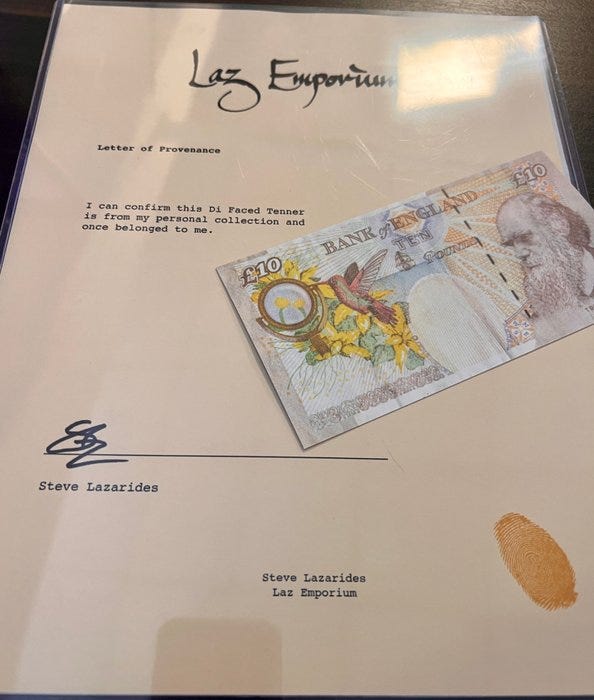 Laz Emporium
Letter of Provenance
I can confirm this Di Faced Tenner
is from my personal collection and
once belonged to me.
£10
BANK of ENGLAND
TEN
Pounds
£10
Steve Lazarides
Steve Lazarides
Laz Emporium